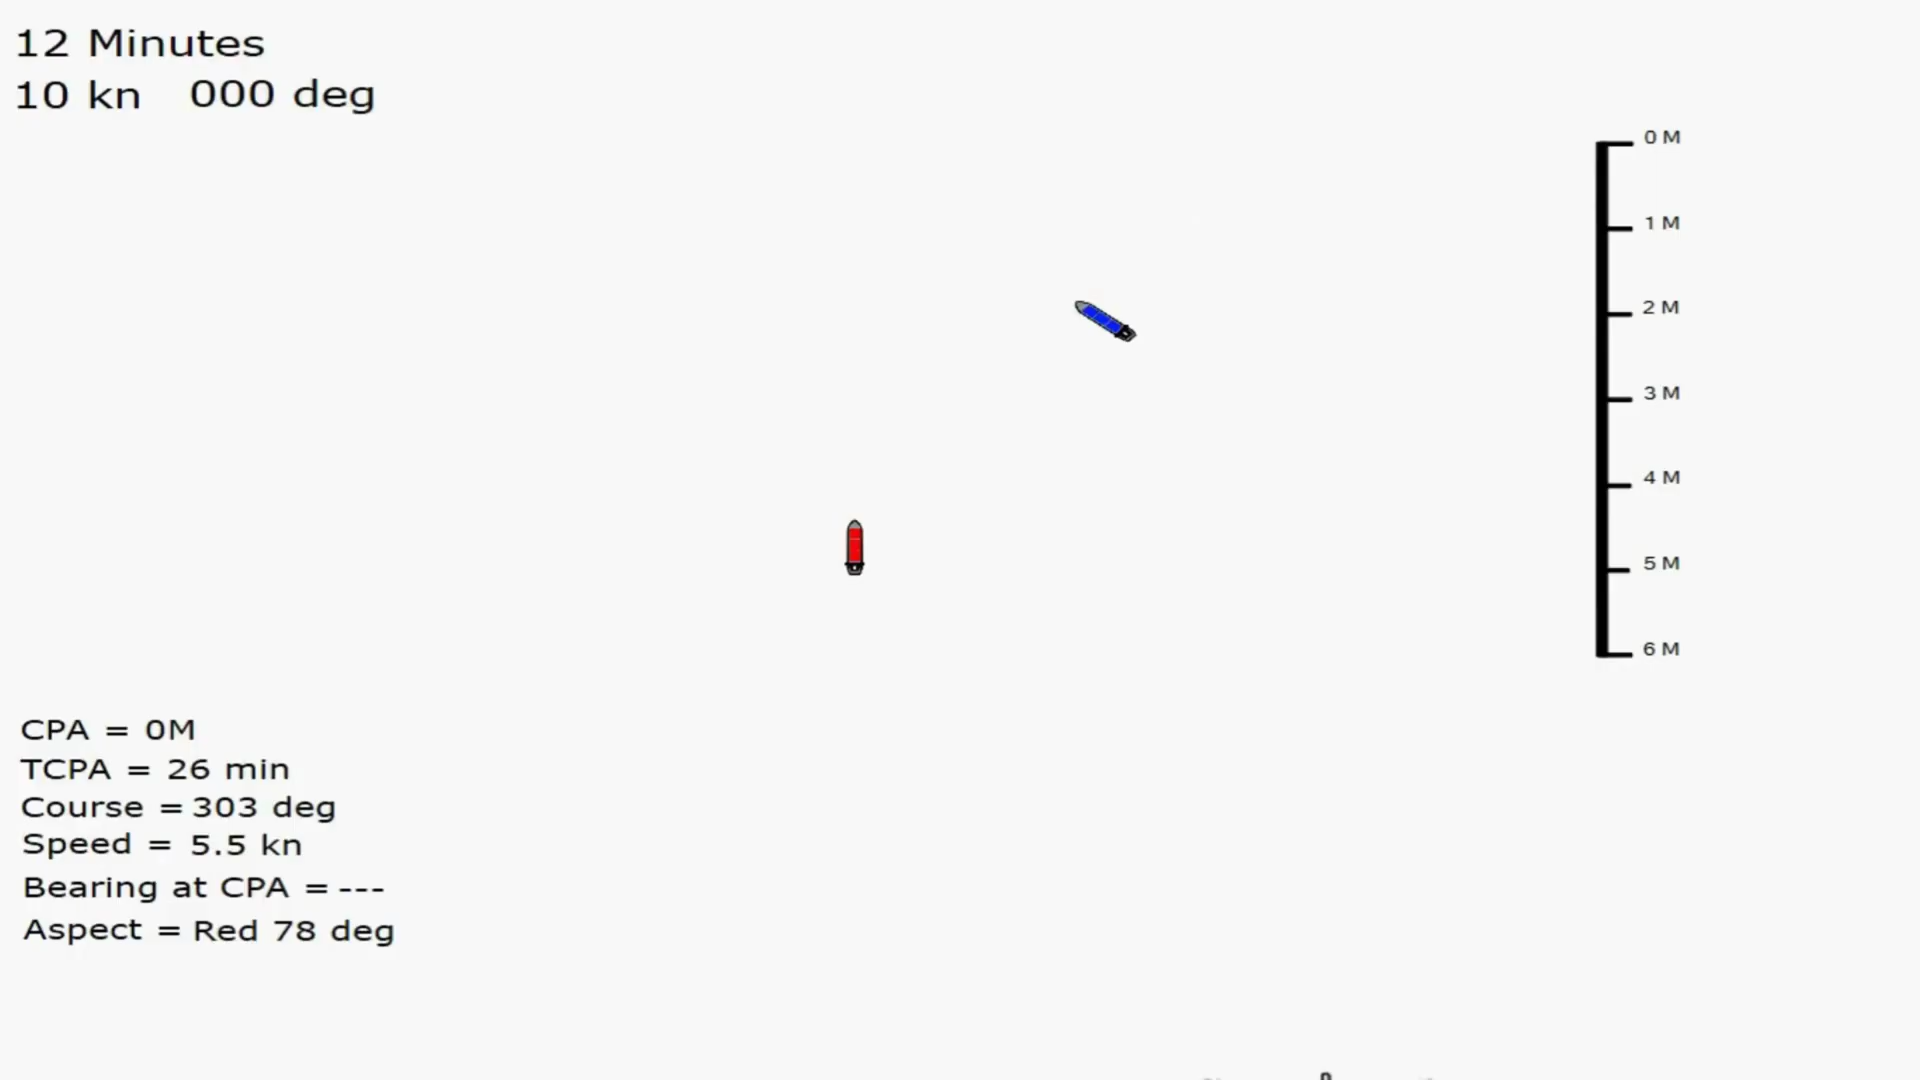 12 Minutes
10 kn 000 deg
0 M
1 M
2 M
3 M
4 M
5 M
6 M
CPA = 0M
TCPA = 26 min
Course = 303 deg
Speed = 5.5 kn
Bearing at CPA = ---
Aspect = Red 78 deg